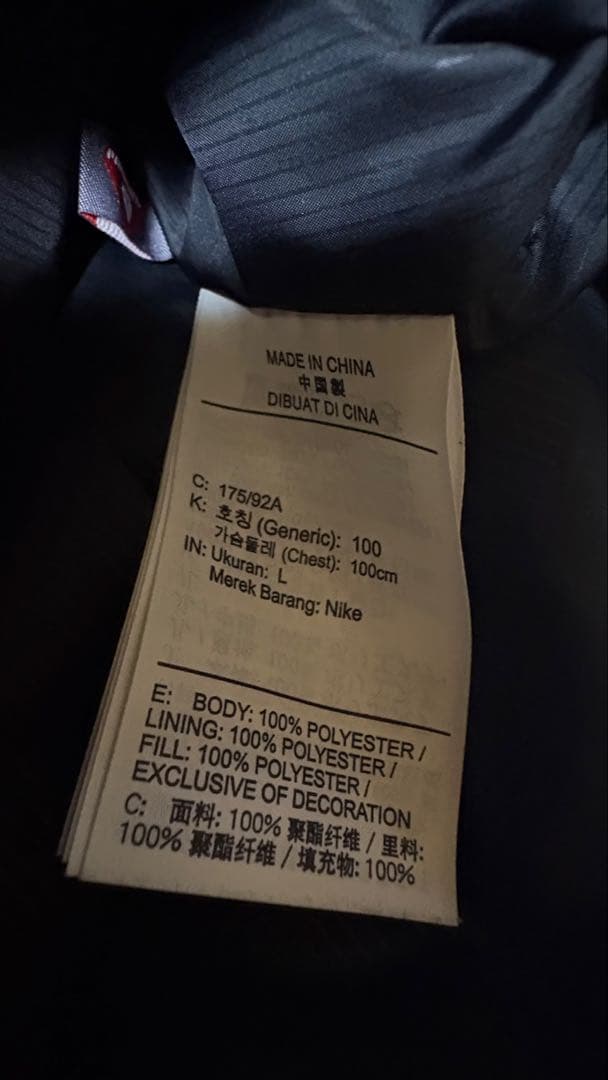 MADE IN CHINA
中国製
DIBUAT DI CINA
C: 175/92A
K: 호칭 (Generic): 100
가슴둘레 (Chest): 100cm
IN: Ukuran: L
Merek Barang: Nike
E: BODY: 100% POLYESTER /
LINING: 100% POLYESTER /
FILL: 100% POLYESTER /
EXCLUSIVE OF DECORATION
C: 面料: 100% 聚酯纤维 / 里料:
100% 聚酯纤维 / 填充物: 100%